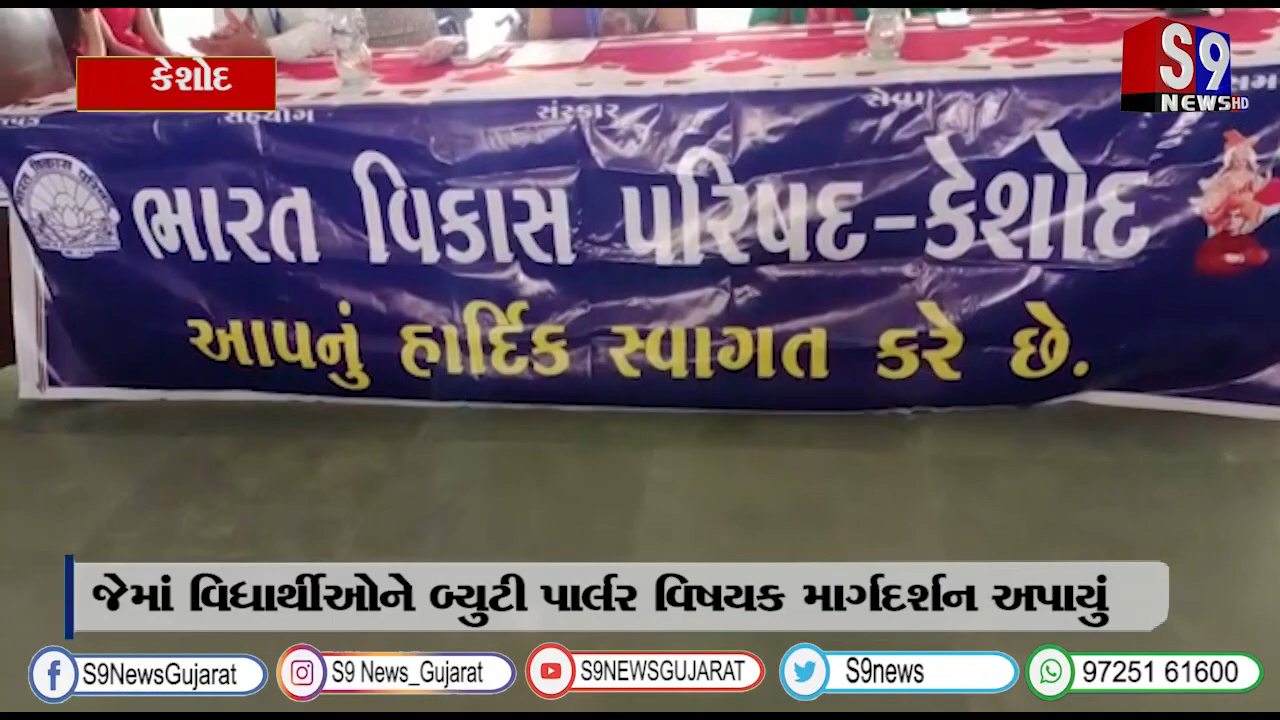 કેશોદ
S9
NEWS HD
સહયોગ સંસ્કાર સેવા
ભારત વિકાસ પરિષદ-કેશોદ
આપનું હાર્દિક સ્વાગત કરે છે.
જેમાં વિધાર્થીઓને બ્યુટી પાર્લર વિષયક માર્ગદર્શન અપાયું
S9NewsGujarat S9 News_Gujarat S9NEWSGUJARAT S9news 97251 61600